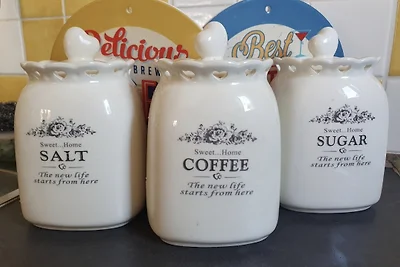 Delicious
BREW
Best
Sweet...Home
SALT
The new life
starts from here
Sweet...Home
COFFEE
The new life
starts from here
Sweet...Home
SUGAR
The new life
starts from here